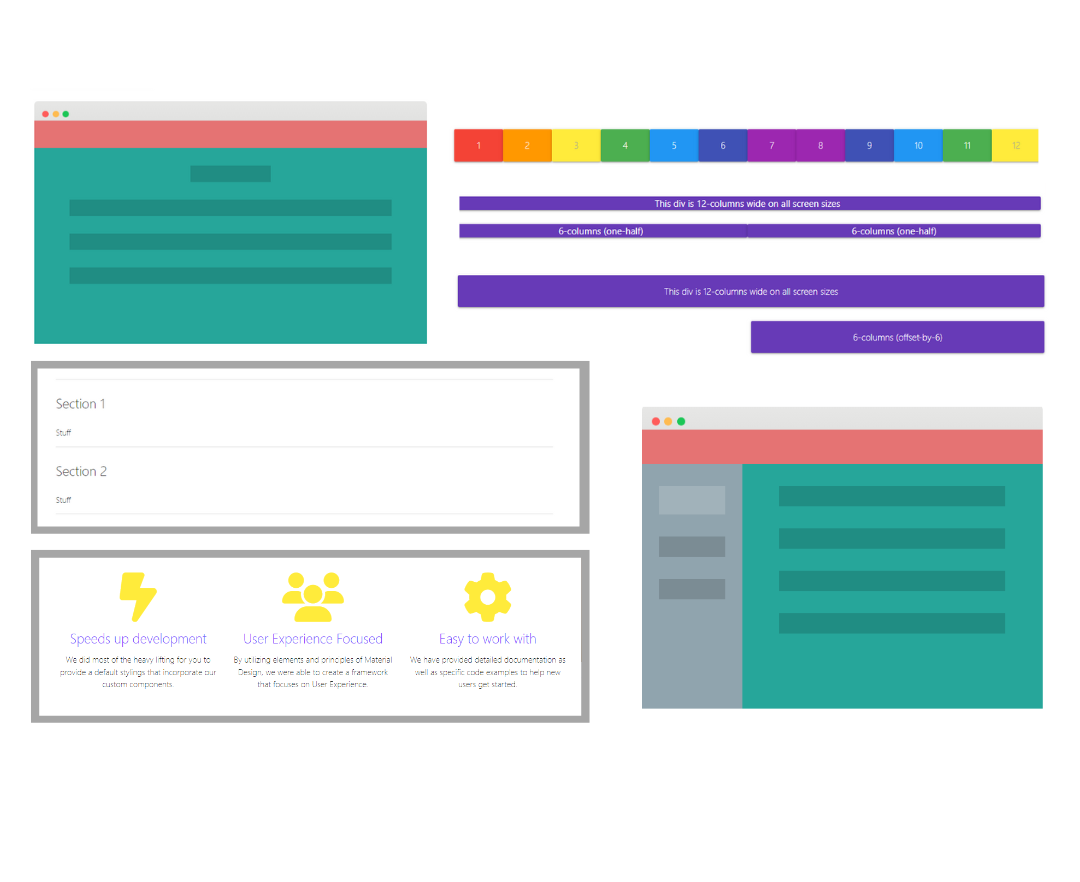 1 2 3 4 5 6 7 8 9 10 11 12
This div is 12-columns wide on all screen sizes
6-columns (one-half) 6-columns (one-half)
This div is 12-columns wide on all screen sizes
6-columns (offset-by-6)
Section 1
Stuff
Section 2
Stuff
Speeds up development
We did most of the heavy lifting for you to
provide a default stylings that incorporate our
custom components.
User Experience Focused
By utilizing elements and principles of Material
Design, we were able to create a framework
that focuses on User Experience.
Easy to work with
We have provided detailed documentation as
well as specific code examples to help new
users get started.